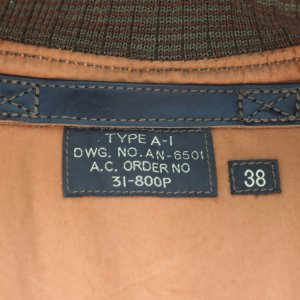 TYPE A-1
DWG. NO. AN-6501
A.C. ORDER NO
31-800P
38